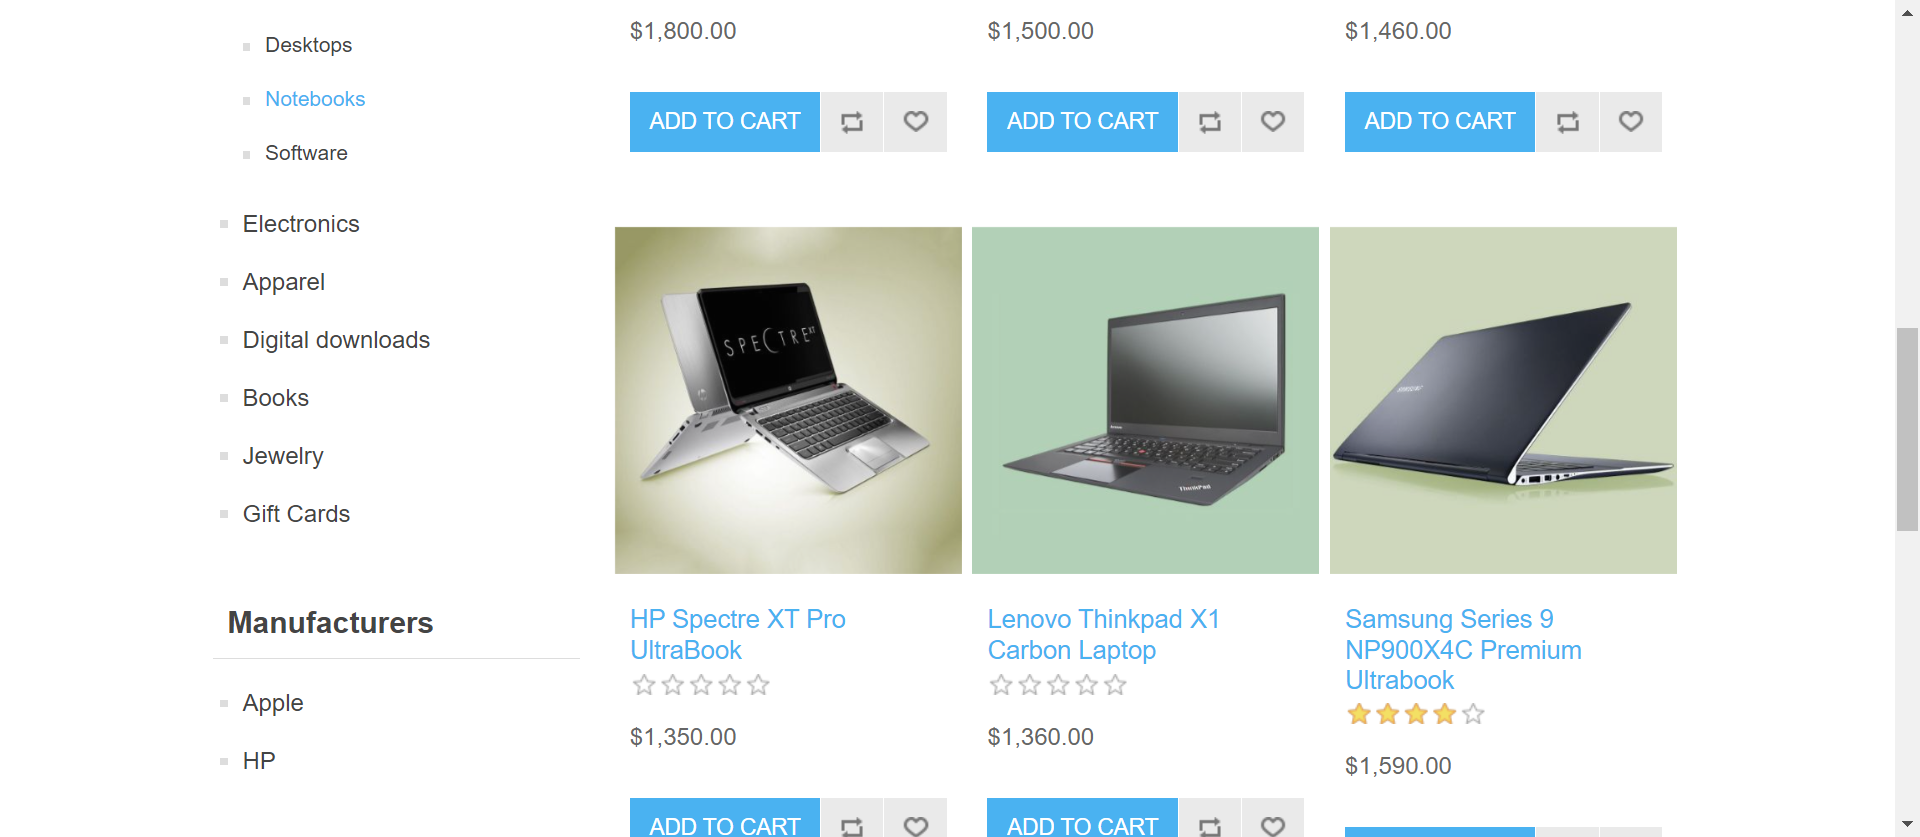 Desktops
Notebooks
Software
Electronics
Apparel
Digital downloads
Books
Jewelry
Gift Cards
Manufacturers
Apple
HP
$1,800.00
$1,500.00
$1,460.00
ADD TO CART
ADD TO CART
ADD TO CART
SPECTRE XT
ThinkPad
SAMSUNG
HP Spectre XT Pro
UltraBook
$1,350.00
ADD TO CART
Lenovo Thinkpad X1
Carbon Laptop
$1,360.00
ADD TO CART
Samsung Series 9
NP900X4C Premium
Ultrabook
$1,590.00